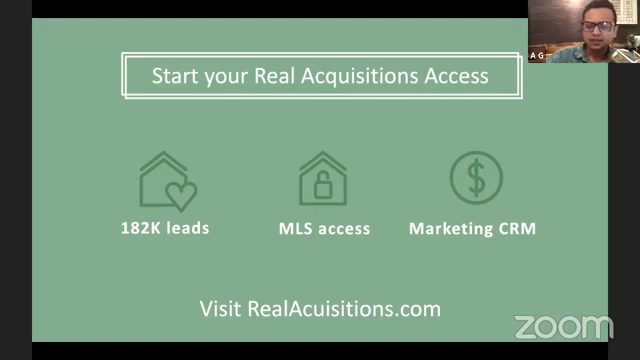 Start your Real Acquisitions Access
A G
182K leads
MLS access
Marketing CRM
Visit RealAcuisitions.com
zoom